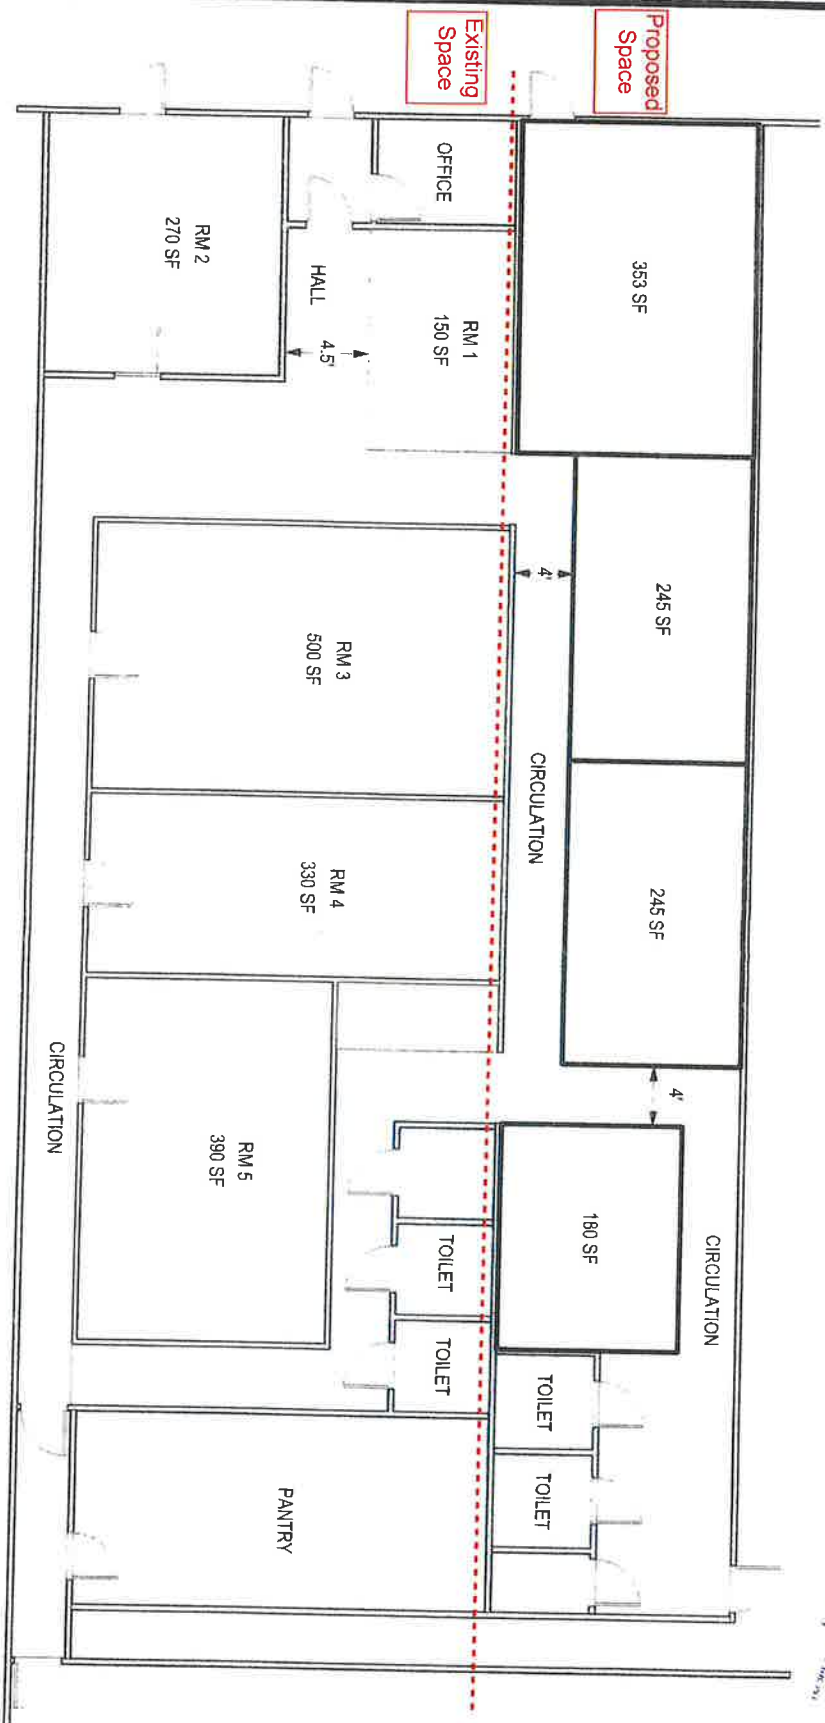 Proposed
Space
Existing
Space
353 SF
OFFICE
RM 2
270 SF
HALL
4.5'
RM 1
150 SF
245 SF
4'
RM 3
500 SF
CIRCULATION
RM 4
330 SF
245 SF
4'
CIRCULATION
RM 5
390 SF
180 SF
CIRCULATION
TOILET
TOILET
TOILET
TOILET
PANTRY